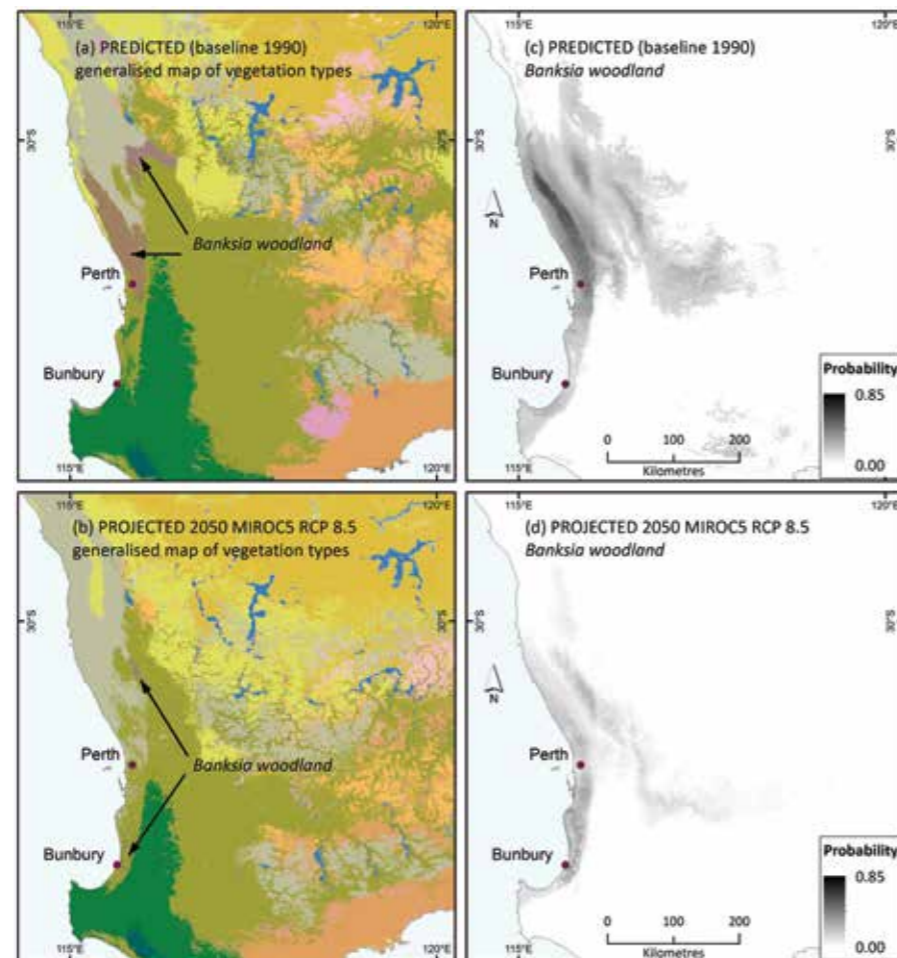 115°E
120°E
(a) PREDICTED (baseline 1990)
generalised map of vegetation types
30°S
Banksia woodland
Perth
Bunbury
115°E
120°E
115°E
120°E
(c) PREDICTED (baseline 1990)
Banksia woodland
30°S
N
Perth
Bunbury
Probability
0.85
0.00
0 100 200
Kilometres
115°E
120°E
115°E
120°E
(b) PROJECTED 2050 MIROC5 RCP 8.5
generalised map of vegetation types
30°S
Banksia woodland
Perth
Bunbury
115°E
120°E
115°E
120°E
(d) PROJECTED 2050 MIROC5 RCP 8.5
Banksia woodland
30°S
N
Perth
Bunbury
Probability
0.85
0.00
0 100 200
Kilometres
115°E
120°E